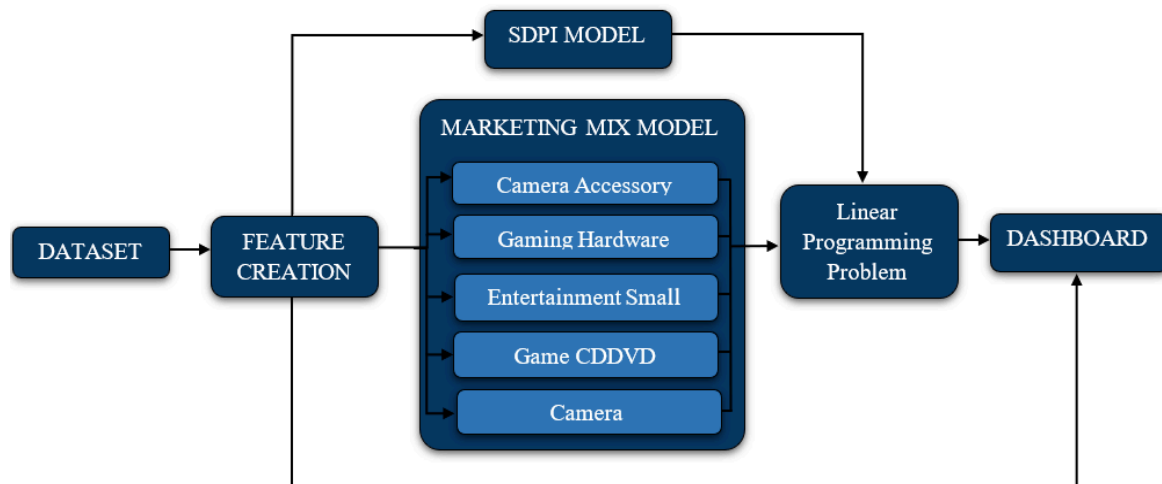 SDPI MODEL
MARKETING MIX MODEL
Camera Accessory
Gaming Hardware
Entertainment Small
Game CDDVD
Camera
DATASET
FEATURE
CREATION
Linear
Programming
Problem
DASHBOARD